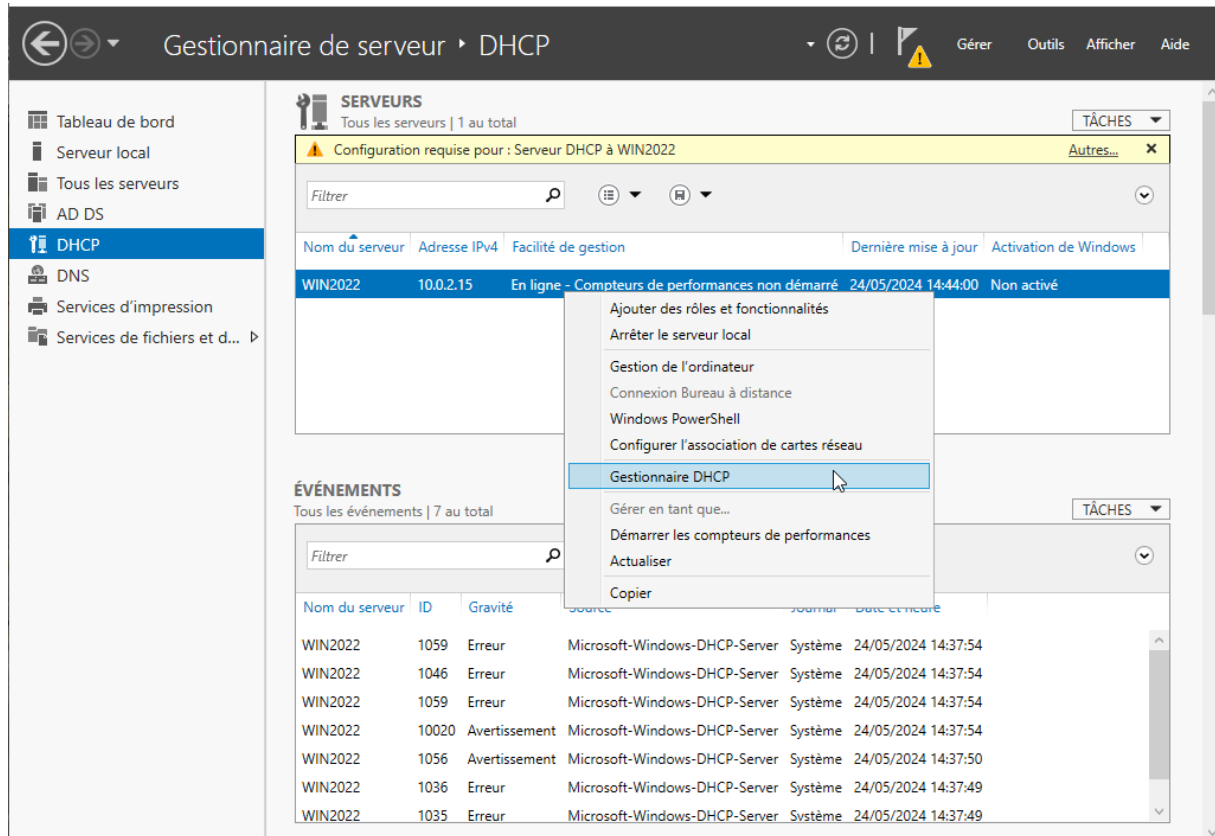 Gestionnaire de serveur ‣ DHCP
Gérer Outils Afficher Aide
Tableau de bord
Serveur local
Tous les serveurs
AD DS
DHCP
DNS
Services d'impression
Services de fichiers et d...
SERVEURS
Tous les serveurs | 1 au total
TÂCHES
Configuration requise pour : Serveur DHCP à WIN2022 Autres...
Filtrer
Nom du serveur Adresse IPv4 Facilité de gestion Dernière mise à jour Activation de Windows
WIN2022 10.0.2.15 En ligne - Compteurs de performances non démarré 24/05/2024 14:44:00 Non activé
Ajouter des rôles et fonctionnalités
Arrêter le serveur local
Gestion de l'ordinateur
Connexion Bureau à distance
Windows PowerShell
Configurer l'association de cartes réseau
Gestionnaire DHCP
Gérer en tant que...
Démarrer les compteurs de performances
Actualiser
Copier
ÉVÉNEMENTS
Tous les événements | 7 au total
TÂCHES
Filtrer
Nom du serveur ID Gravité Source Journal Date et heure
WIN2022 1059 Erreur Microsoft-Windows-DHCP-Server Système 24/05/2024 14:37:54
WIN2022 1046 Erreur Microsoft-Windows-DHCP-Server Système 24/05/2024 14:37:54
WIN2022 1059 Erreur Microsoft-Windows-DHCP-Server Système 24/05/2024 14:37:54
WIN2022 10020 Avertissement Microsoft-Windows-DHCP-Server Système 24/05/2024 14:37:54
WIN2022 1056 Avertissement Microsoft-Windows-DHCP-Server Système 24/05/2024 14:37:50
WIN2022 1036 Erreur Microsoft-Windows-DHCP-Server Système 24/05/2024 14:37:49
WIN2022 1035 Erreur Microsoft-Windows-DHCP-Server Système 24/05/2024 14:37:49